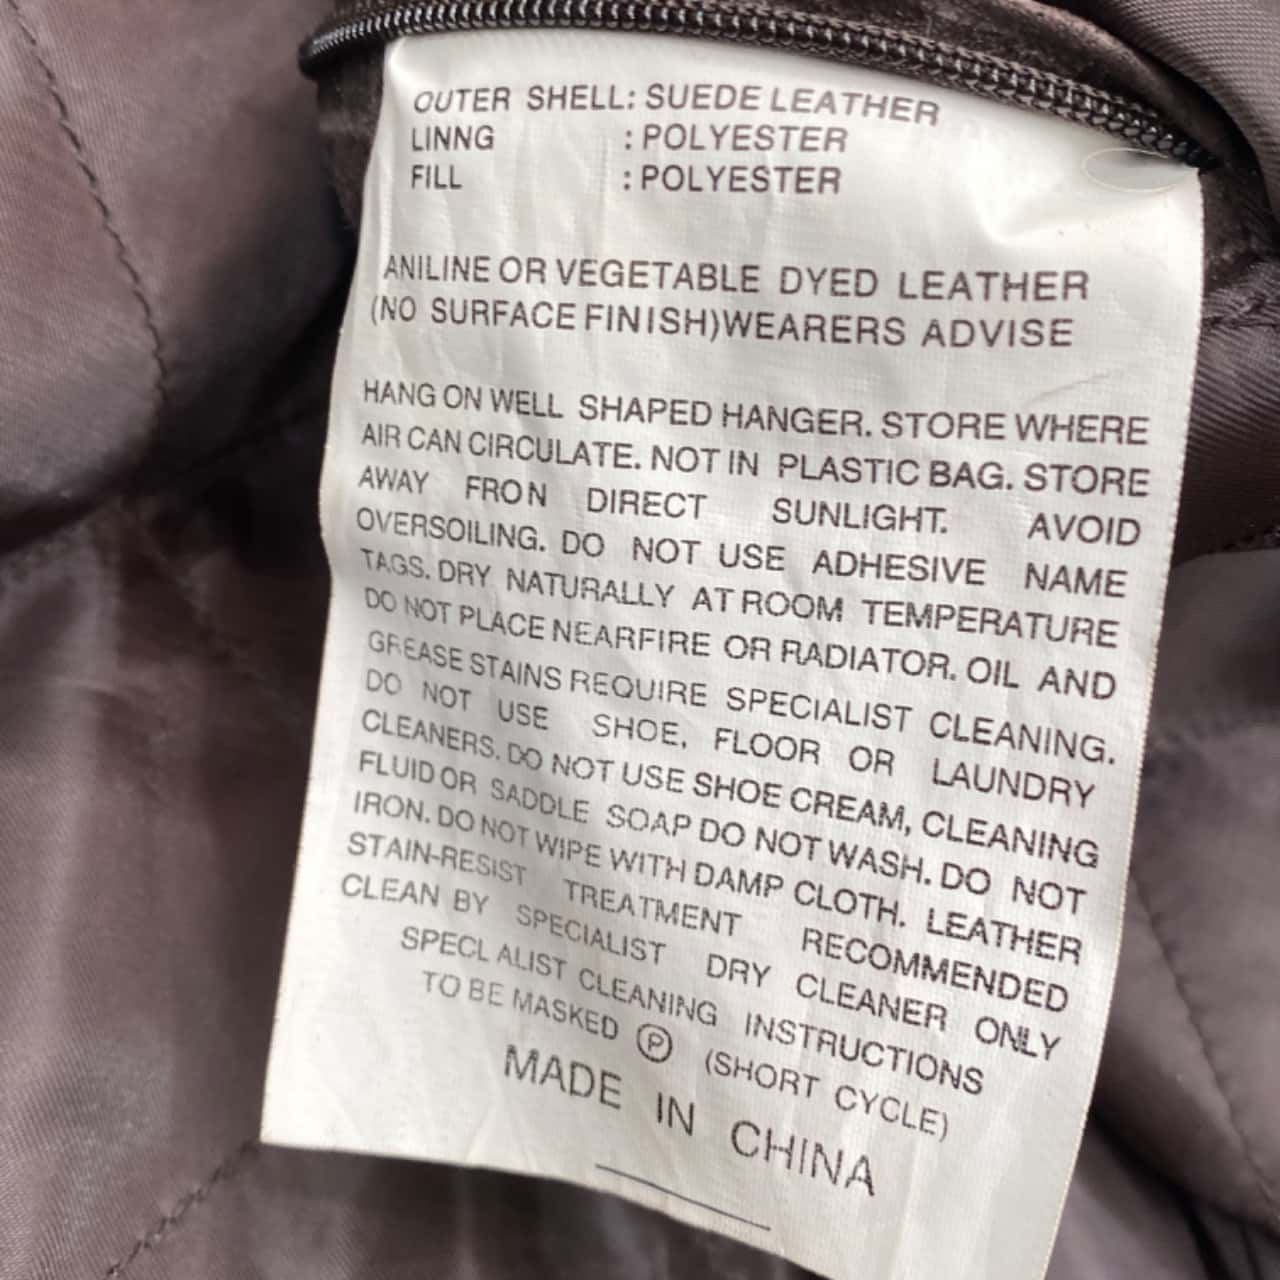 OUTER SHELL: SUEDE LEATHER
LINNG : POLYESTER
FILL : POLYESTER
ANILINE OR VEGETABLE DYED LEATHER
(NO SURFACE FINISH)WEARERS ADVISE
HANG ON WELL SHAPED HANGER. STORE WHERE
AIR CAN CIRCULATE. NOT IN PLASTIC BAG. STORE
AWAY FRON DIRECT SUNLIGHT. AVOID
OVERSOILING. DO NOT USE ADHESIVE NAME
TAGS. DRY NATURALLY AT ROOM TEMPERATURE
DO NOT PLACE NEARFIRE OR RADIATOR. OIL AND
GREASE STAINS REQUIRE SPECIALIST CLEANING.
DO NOT USE SHOE, FLOOR OR LAUNDRY
CLEANERS. DO NOT USE SHOE CREAM, CLEANING
FLUID OR SADDLE SOAP DO NOT WASH. DO NOT
IRON. DO NOT WIPE WITH DAMP CLOTH. LEATHER
STAIN-RESIST TREATMENT RECOMMENDED
CLEAN BY SPECIALIST DRY CLEANER ONLY
SPECL ALIST CLEANING INSTRUCTIONS
TO BE MASKED Ⓟ (SHORT CYCLE)
MADE IN CHINA